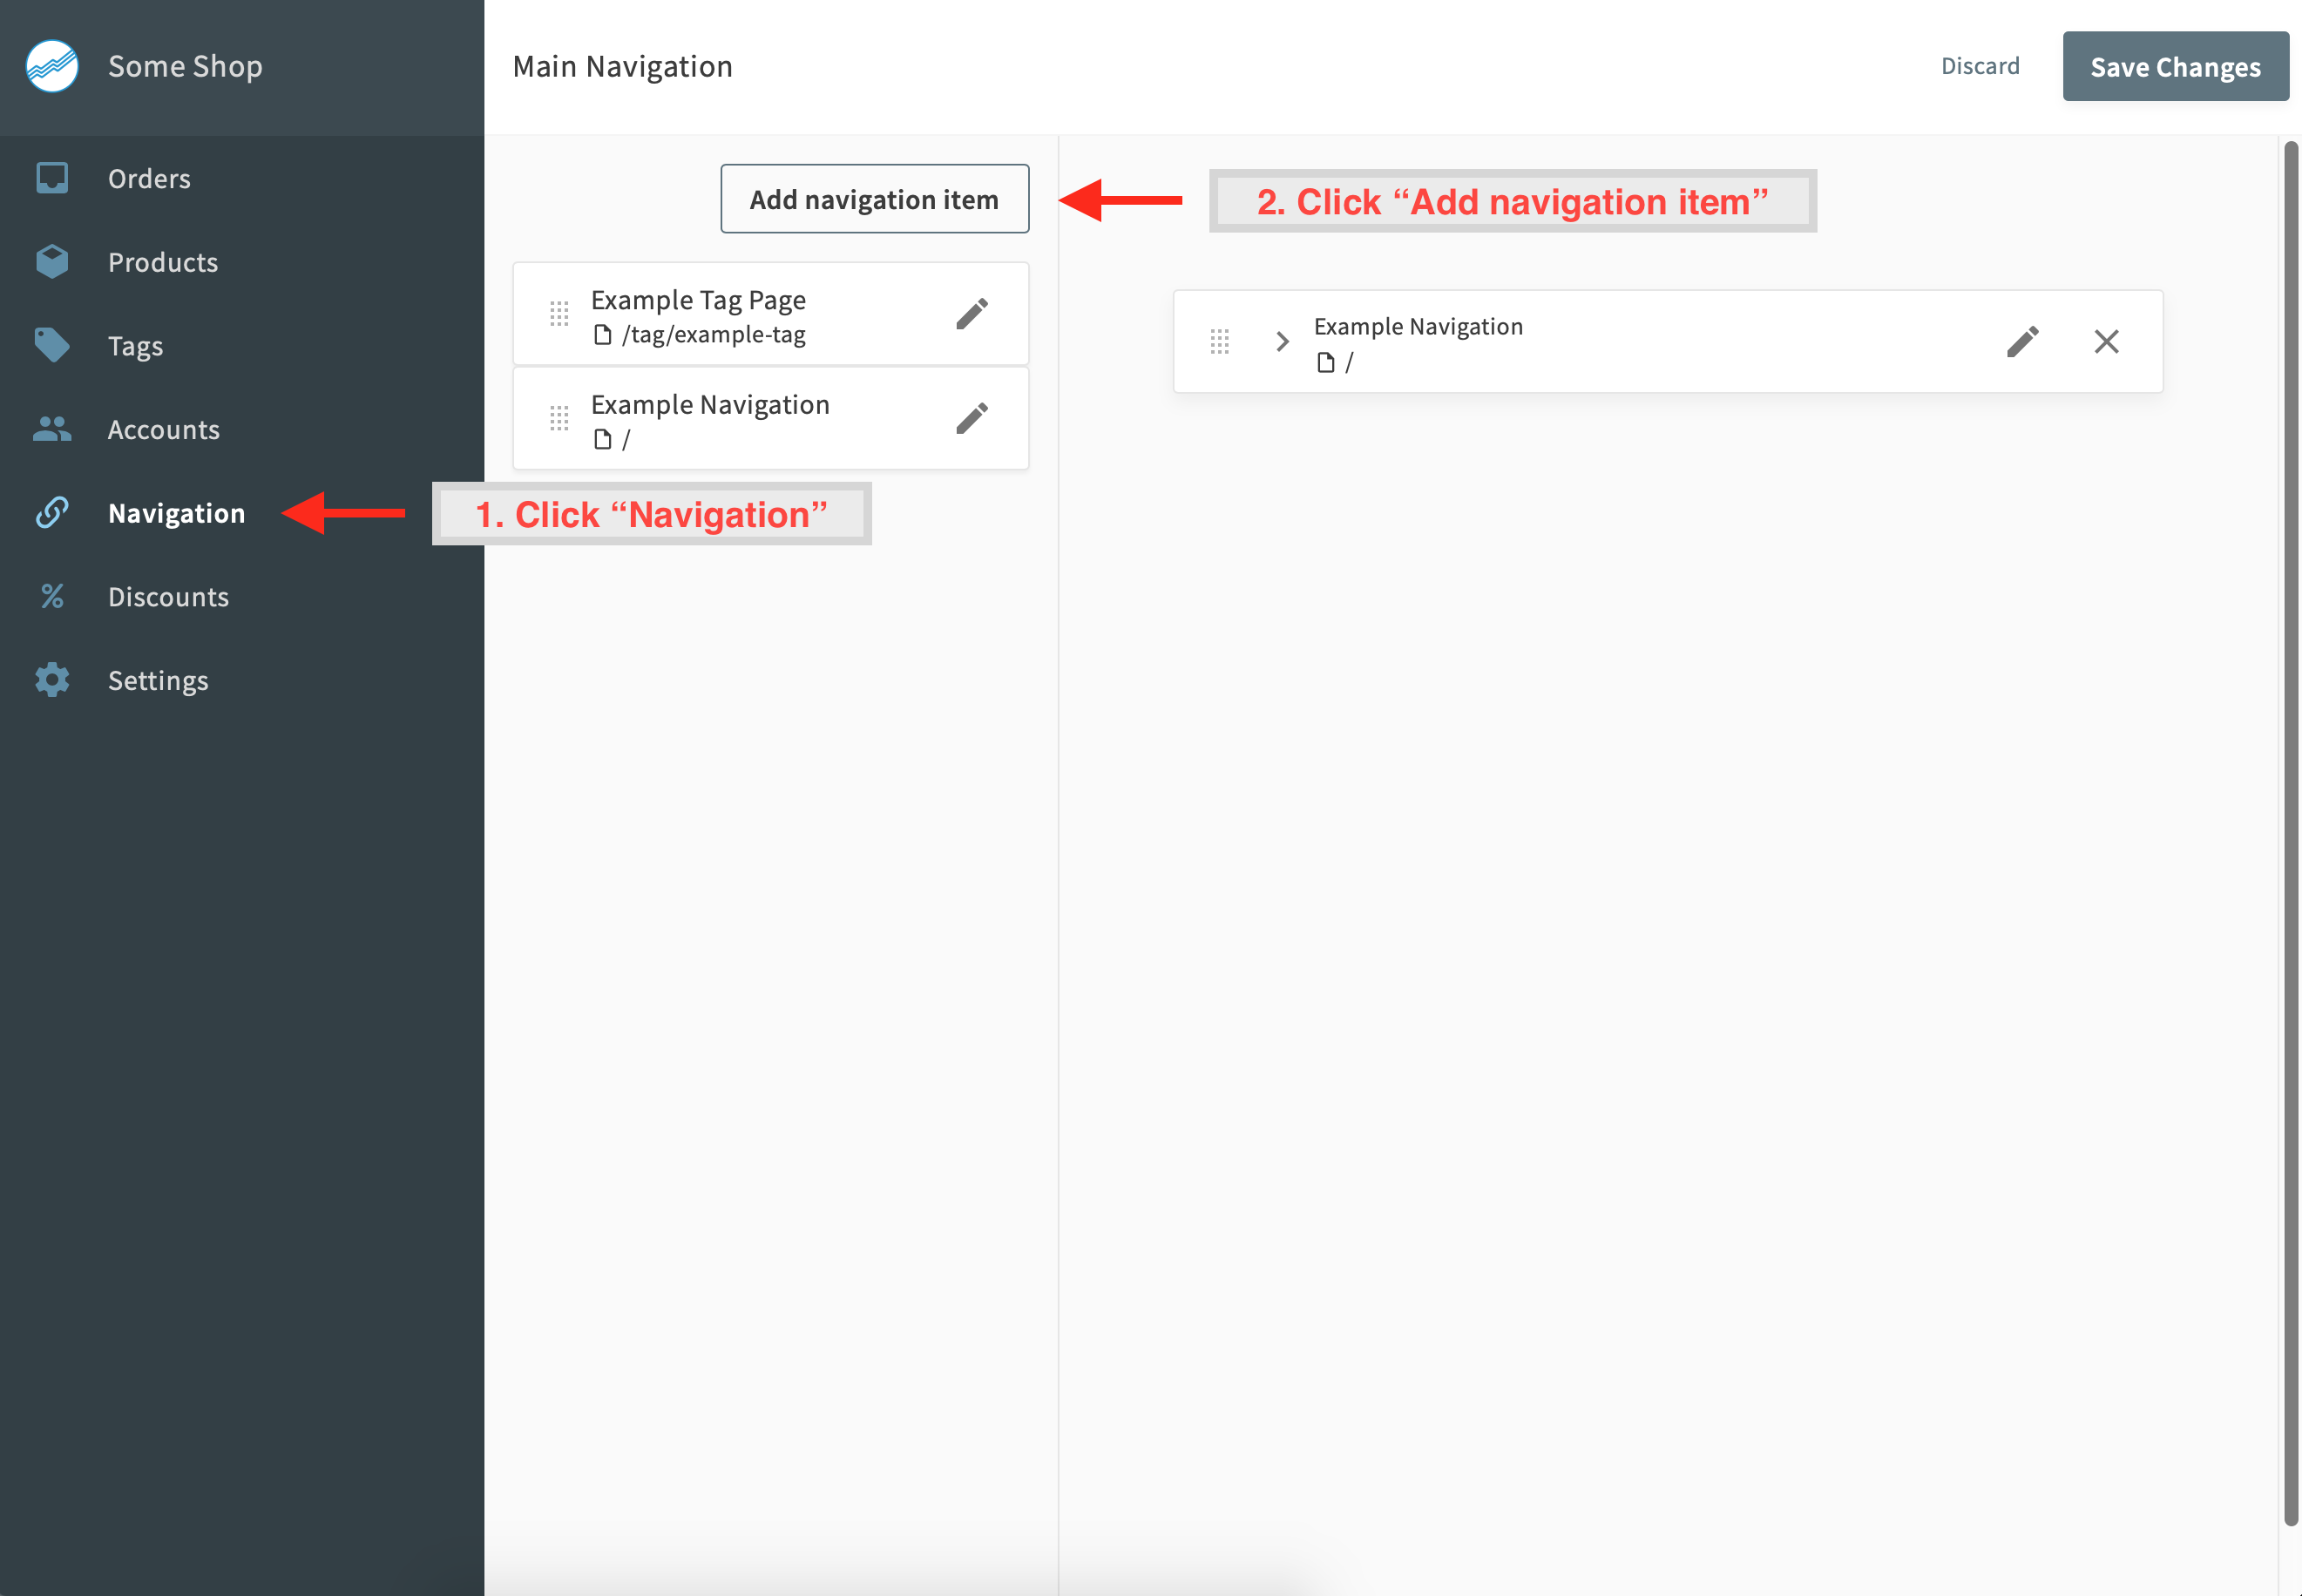 Some Shop
Main Navigation
Discard
Save Changes
Orders
Products
Tags
Accounts
Navigation
Discounts
Settings
Add navigation item
2. Click “Add navigation item”
Example Tag Page
/tag/example-tag
Example Navigation
/
1. Click “Navigation”
Example Navigation
/